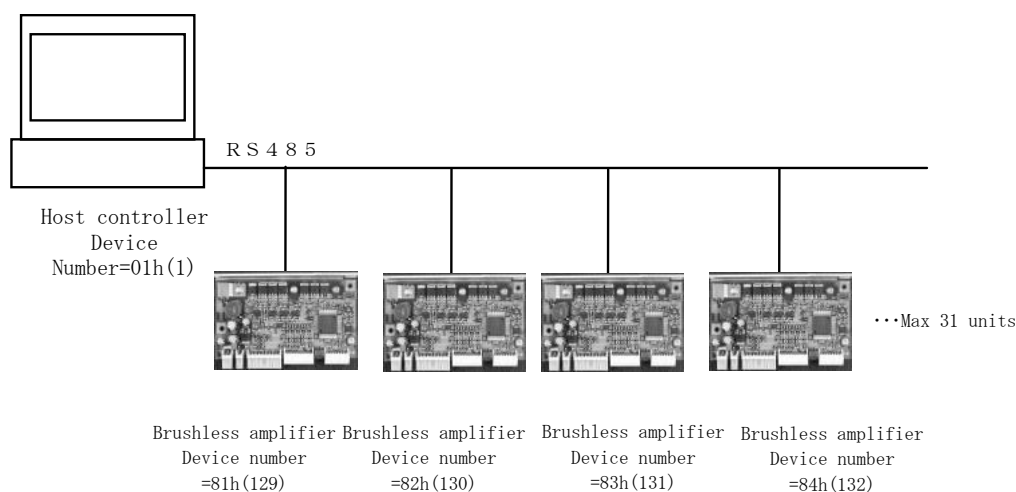 ＲＳ４８５
Host controller
Device
Number=01h(1)
···Max 31 units
Brushless amplifier
Device number
=81h(129)
Brushless amplifier
Device number
=82h(130)
Brushless amplifier
Device number
=83h(131)
Brushless amplifier
Device number
=84h(132)